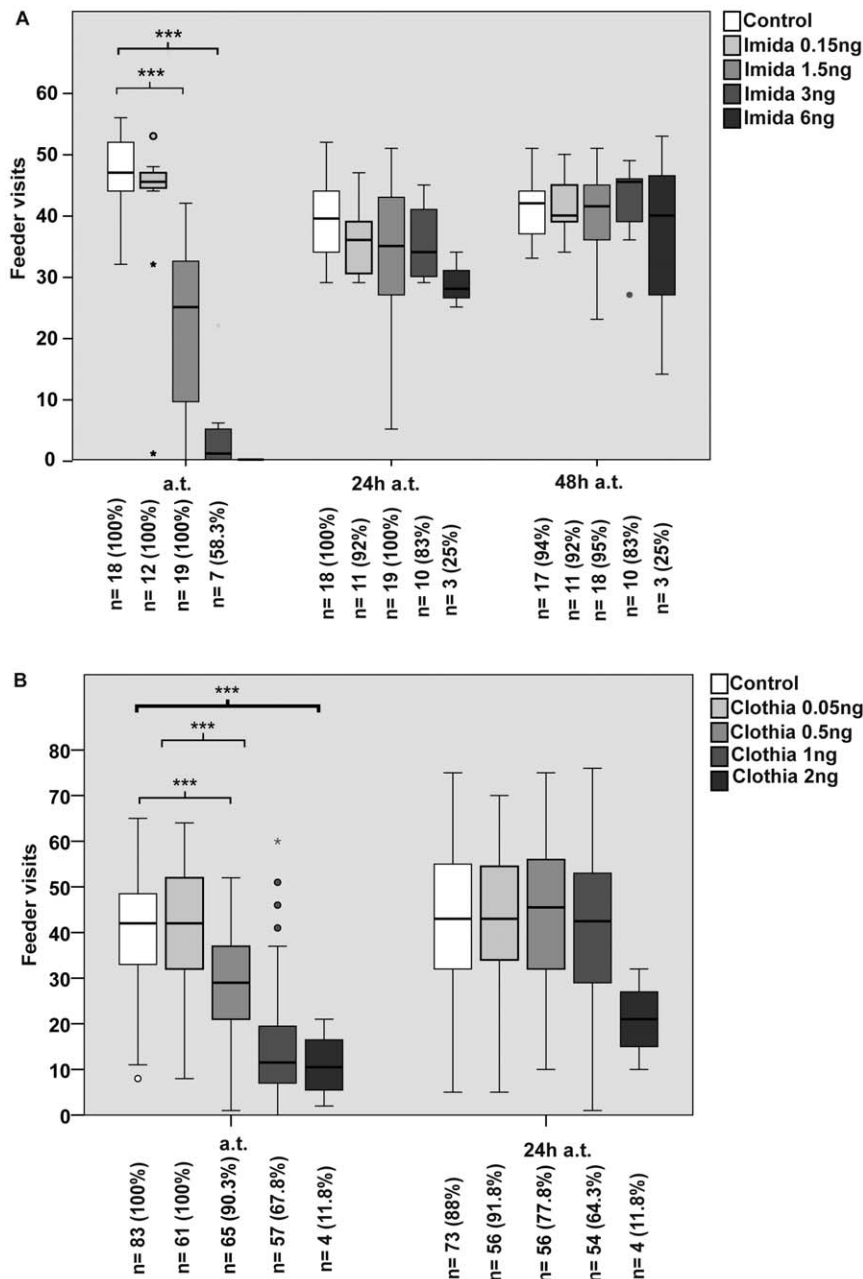 A
Control
Imida 0.15ng
Imida 1.5ng
Imida 3ng
Imida 6ng
***
***
Feeder visits
60
50
40
30
20
10
0
*
*
a.t.
24h a.t.
48h a.t.
n= 18 (100%)
n= 12 (100%)
n= 19 (100%)
n= 7 (58.3%)
n= 18 (100%)
n= 11 (92%)
n= 19 (100%)
n= 10 (83%)
n= 3 (25%)
n= 17 (94%)
n= 11 (92%)
n= 18 (95%)
n= 10 (83%)
n= 3 (25%)
B
Control
Clothia 0.05ng
Clothia 0.5ng
Clothia 1ng
Clothia 2ng
***
***
***
Feeder visits
80
70
60
50
40
30
20
10
0
*
a.t.
24h a.t.
n= 83 (100%)
n= 61 (100%)
n= 65 (90.3%)
n= 57 (67.8%)
n= 4 (11.8%)
n= 73 (88%)
n= 56 (91.8%)
n= 56 (77.8%)
n= 54 (64.3%)
n= 4 (11.8%)